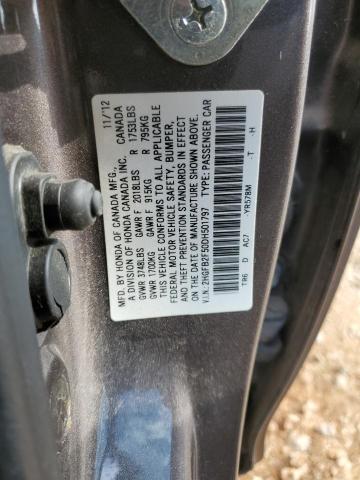 MFD. BY HONDA OF CANADA MFG. 11/12
A DIVISION OF HONDA CANADA INC. CANADA
GVWR 3748LBS GAWR F 2018LBS R 1753LBS
GVWR 1700KG GAWR F 915KG R 795KG
THIS VEHICLE CONFORMS TO ALL APPLICABLE
FEDERAL MOTOR VEHICLE SAFETY, BUMPER,
AND THEFT PREVENTION STANDARDS IN EFFECT
ON THE DATE OF MANUFACTURE SHOWN ABOVE.
V.I.N.: 2HGFB2F50DH501797 TYPE: PASSENGER CAR
TR6 D AC7 -YR578M -T -H